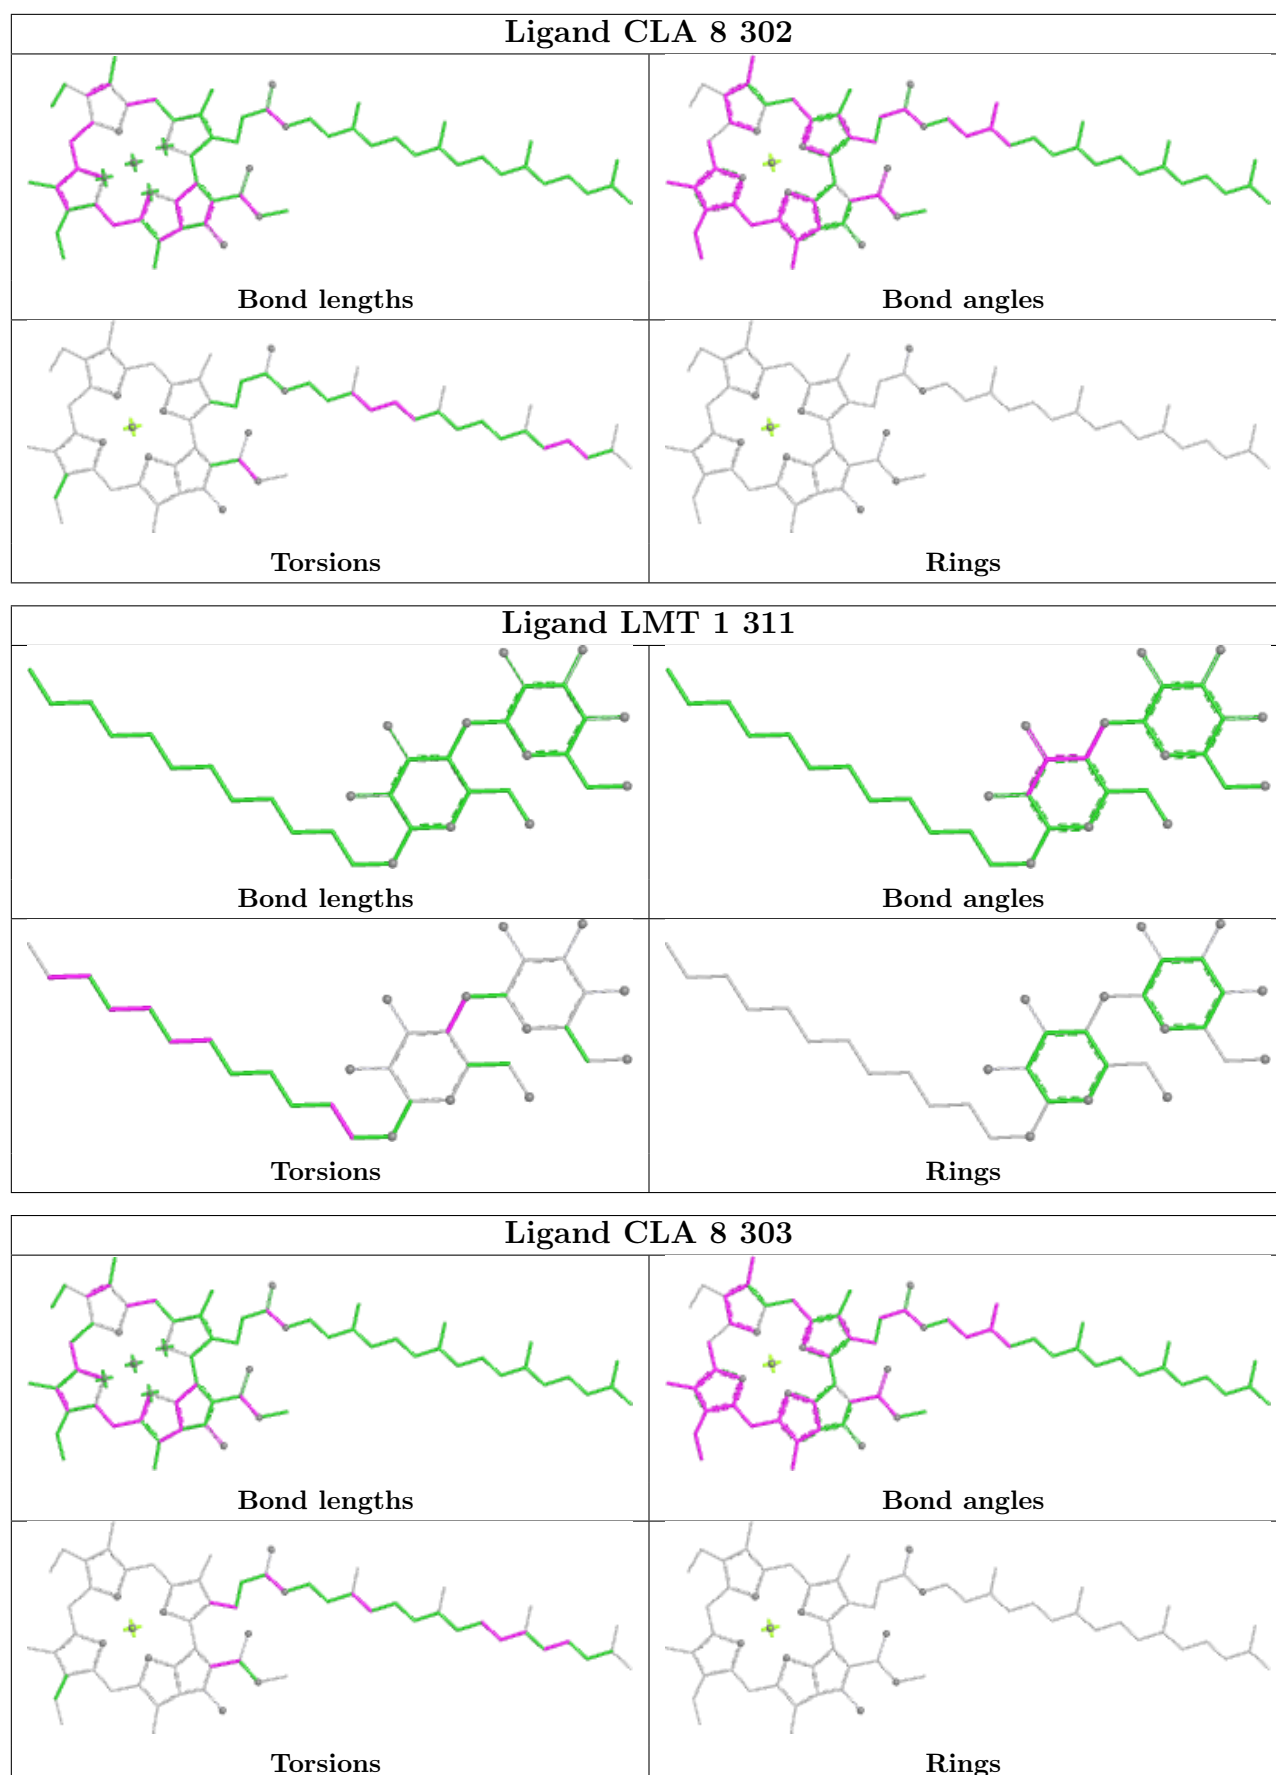 Ligand CLA 8 302
Bond lengths
Bond angles
Torsions
Rings
Ligand LMT 1 311
Bond lengths
Bond angles
Torsions
Rings
Ligand CLA 8 303
Bond lengths
Bond angles
Torsions
Rings